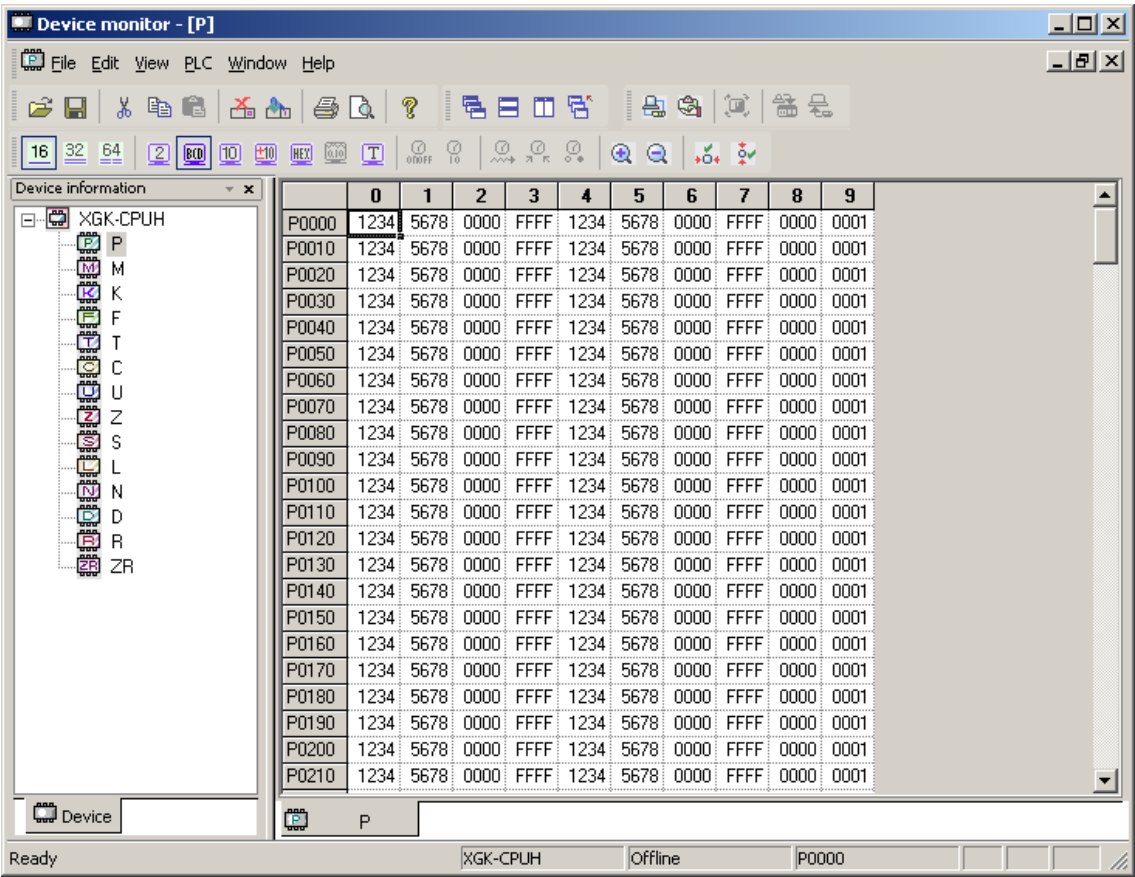 Device monitor - [P]
File Edit View PLC Window Help
16 32 64 2 BCD 10 ±10 HEX 0.10 T ON OFF 1 0
Device information
XGK-CPUH
P
M
K
F
T
C
U
Z
S
L
N
D
R
ZR
Device
0 1 2 3 4 5 6 7 8 9
P0000 1234 5678 0000 FFFF 1234 5678 0000 FFFF 0000 0001
P0010 1234 5678 0000 FFFF 1234 5678 0000 FFFF 0000 0001
P0020 1234 5678 0000 FFFF 1234 5678 0000 FFFF 0000 0001
P0030 1234 5678 0000 FFFF 1234 5678 0000 FFFF 0000 0001
P0040 1234 5678 0000 FFFF 1234 5678 0000 FFFF 0000 0001
P0050 1234 5678 0000 FFFF 1234 5678 0000 FFFF 0000 0001
P0060 1234 5678 0000 FFFF 1234 5678 0000 FFFF 0000 0001
P0070 1234 5678 0000 FFFF 1234 5678 0000 FFFF 0000 0001
P0080 1234 5678 0000 FFFF 1234 5678 0000 FFFF 0000 0001
P0090 1234 5678 0000 FFFF 1234 5678 0000 FFFF 0000 0001
P0100 1234 5678 0000 FFFF 1234 5678 0000 FFFF 0000 0001
P0110 1234 5678 0000 FFFF 1234 5678 0000 FFFF 0000 0001
P0120 1234 5678 0000 FFFF 1234 5678 0000 FFFF 0000 0001
P0130 1234 5678 0000 FFFF 1234 5678 0000 FFFF 0000 0001
P0140 1234 5678 0000 FFFF 1234 5678 0000 FFFF 0000 0001
P0150 1234 5678 0000 FFFF 1234 5678 0000 FFFF 0000 0001
P0160 1234 5678 0000 FFFF 1234 5678 0000 FFFF 0000 0001
P0170 1234 5678 0000 FFFF 1234 5678 0000 FFFF 0000 0001
P0180 1234 5678 0000 FFFF 1234 5678 0000 FFFF 0000 0001
P0190 1234 5678 0000 FFFF 1234 5678 0000 FFFF 0000 0001
P0200 1234 5678 0000 FFFF 1234 5678 0000 FFFF 0000 0001
P0210 1234 5678 0000 FFFF 1234 5678 0000 FFFF 0000 0001
P
Ready XGK-CPUH Offline P0000